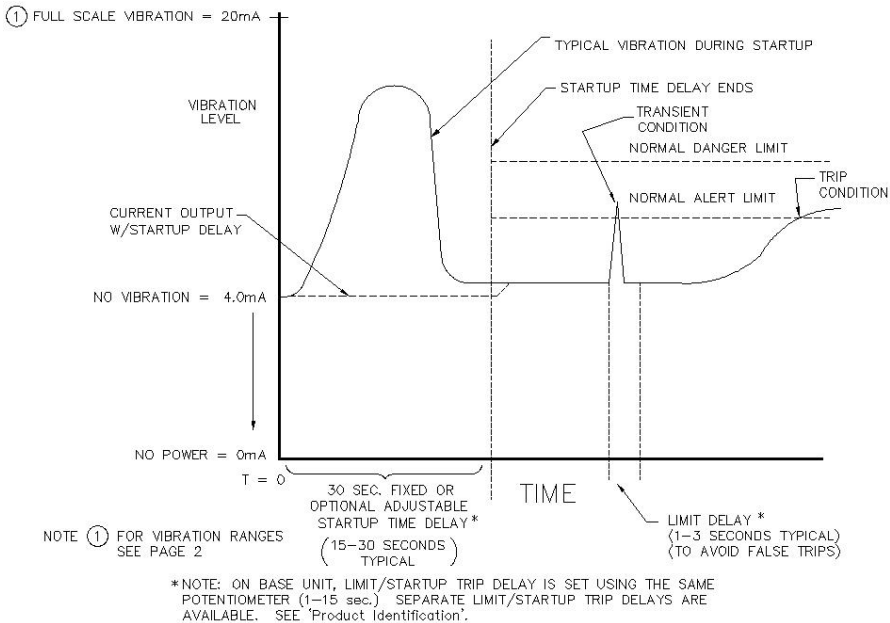 ① FULL SCALE VIBRATION = 20mA
TYPICAL VIBRATION DURING STARTUP
STARTUP TIME DELAY ENDS
VIBRATION
LEVEL
TRANSIENT
CONDITION
NORMAL DANGER LIMIT
TRIP
CONDITION
NORMAL ALERT LIMIT
CURRENT OUTPUT
W/STARTUP DELAY
NO VIBRATION = 4.0mA
NO POWER = 0mA
T = 0
TIME
30 SEC. FIXED OR
OPTIONAL ADJUSTABLE
STARTUP TIME DELAY *
(15-30 SECONDS
TYPICAL)
LIMIT DELAY *
(1-3 SECONDS TYPICAL)
(TO AVOID FALSE TRIPS)
NOTE ① FOR VIBRATION RANGES
SEE PAGE 2
* NOTE: ON BASE UNIT, LIMIT/STARTUP TRIP DELAY IS SET USING THE SAME
POTENTIOMETER (1-15 sec.) SEPARATE LIMIT/STARTUP TRIP DELAYS ARE
AVAILABLE. SEE 'Product Identification'.